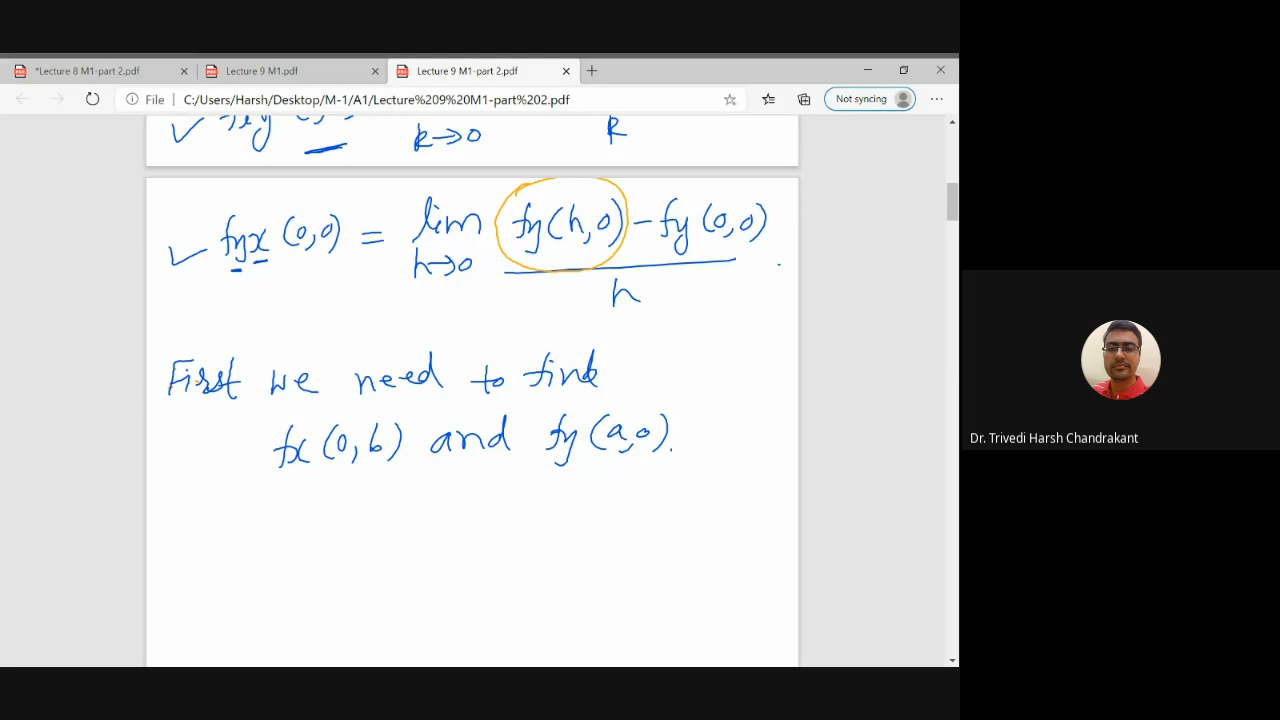 *Lecture 8 M1-part 2.pdf
Lecture 9 M1.pdf
Lecture 9 M1-part 2.pdf
File
C:/Users/Harsh/Desktop/M-1/A1/Lecture%209%20M1-part%202.pdf
Not syncing
k→0 k
✓ fyx (0,0) = lim fy(h,0) - fy (0,0)
h→0 h
First we need to find
fx (0,b) and fy (a,0).
Dr. Trivedi Harsh Chandrakant